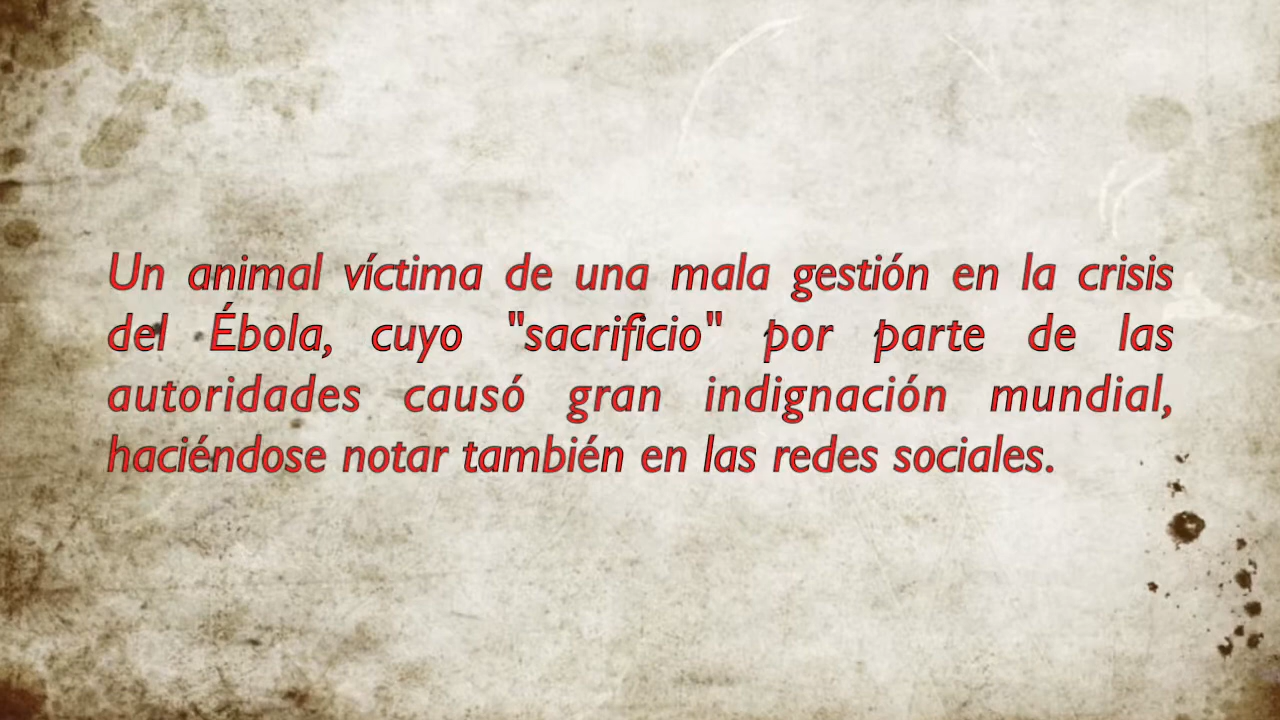 Un animal víctima de una mala gestión en la crisis
del Ébola, cuyo "sacrificio" por parte de las
autoridades causó gran indignación mundial,
haciéndose notar también en las redes sociales.